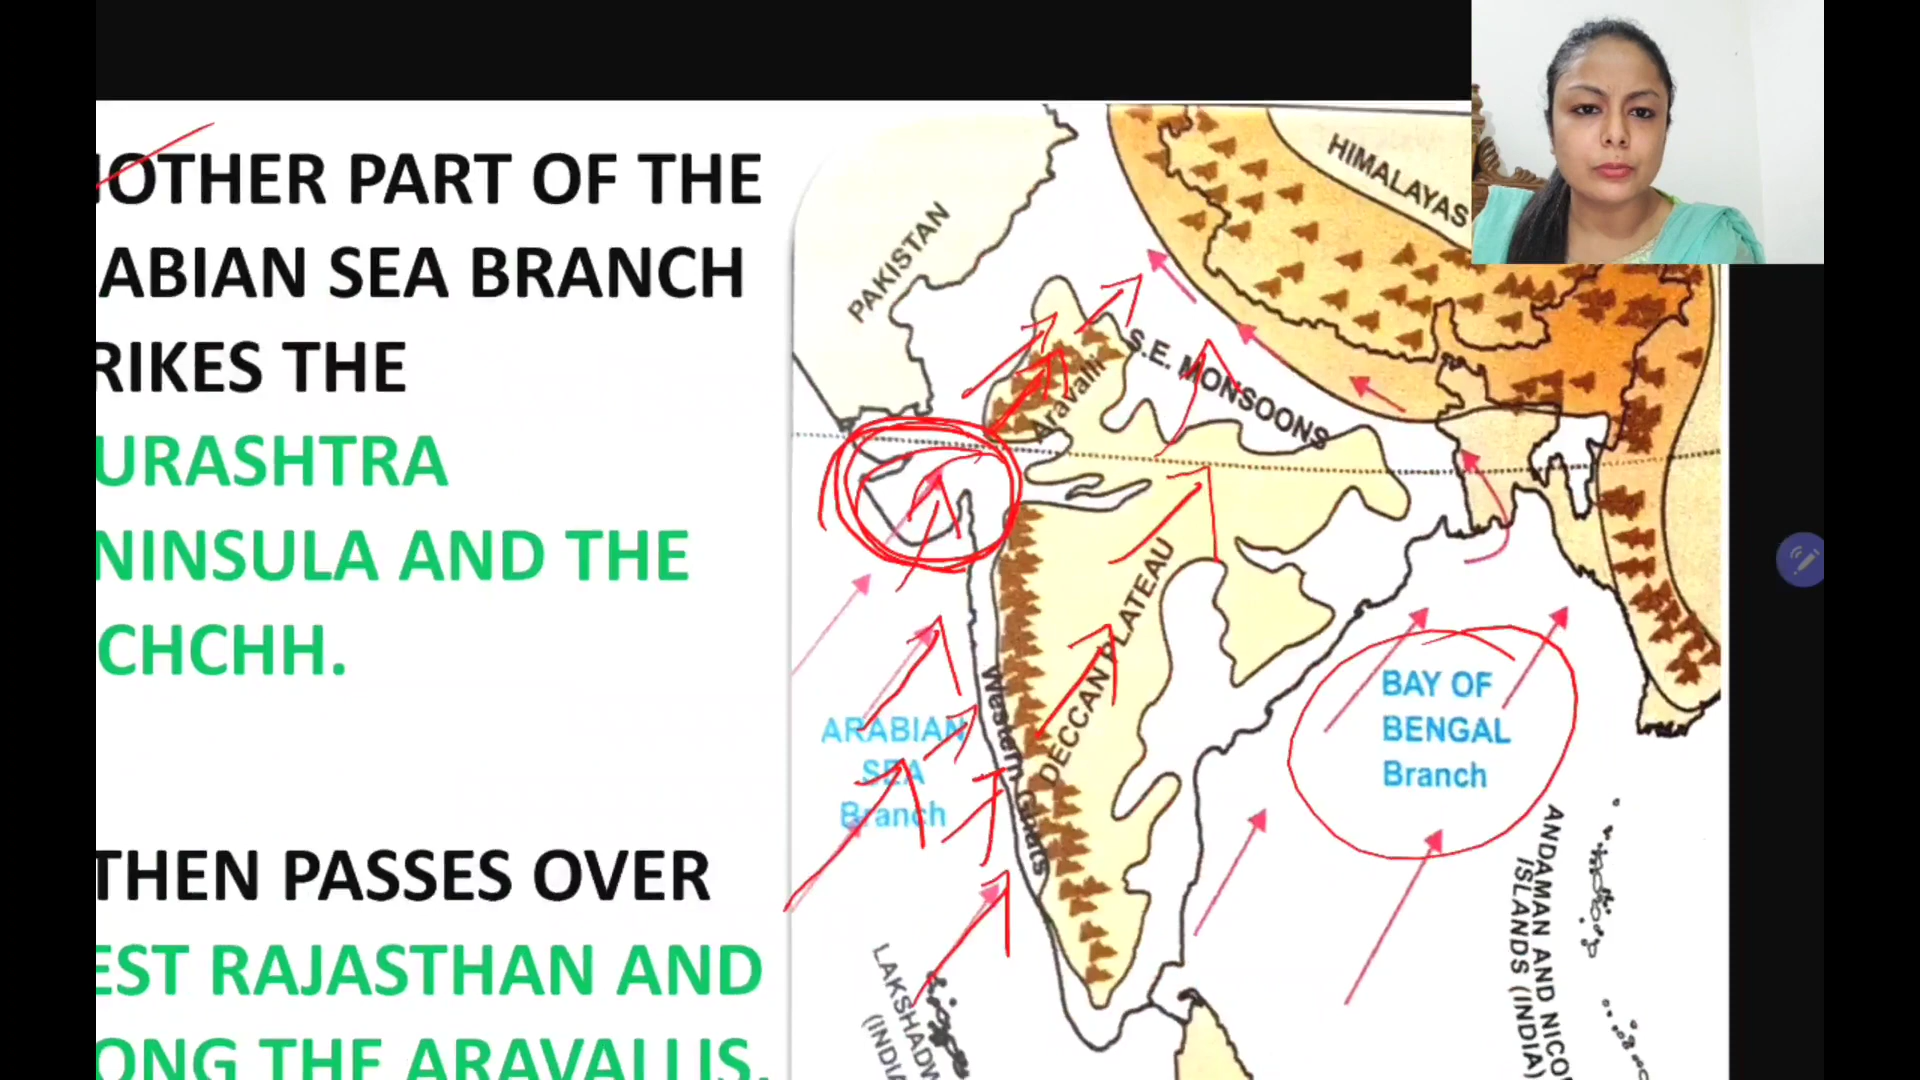 NOTHER PART OF THE
ABIAN SEA BRANCH
RIKES THE
URASHTRA
NINSULA AND THE
CHCHH.
THEN PASSES OVER
EST RAJASTHAN AND
ONG THE ARAVALLIS.
HIMALAYAS
PAKISTAN
Aravalli
S.E. MONSOONS
DECCAN PLATEAU
Western Ghats
ARABIAN
SEA
Branch
BAY OF
BENGAL
Branch
LAKSHADW
(INDIA
ANDAMAN AND NICO
ISLANDS (INDIA)